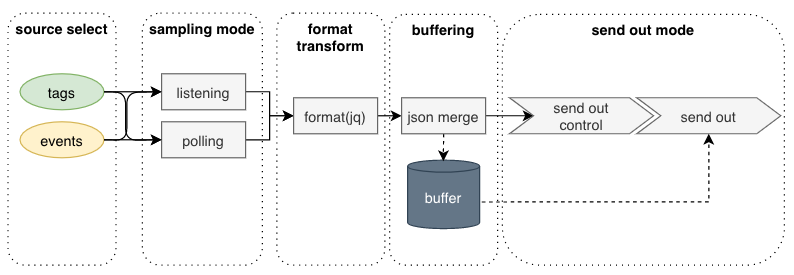 source select
sampling mode
format
transform
buffering
send out mode
tags
events
listening
polling
format(jq)
json merge
buffer
send out
control
send out